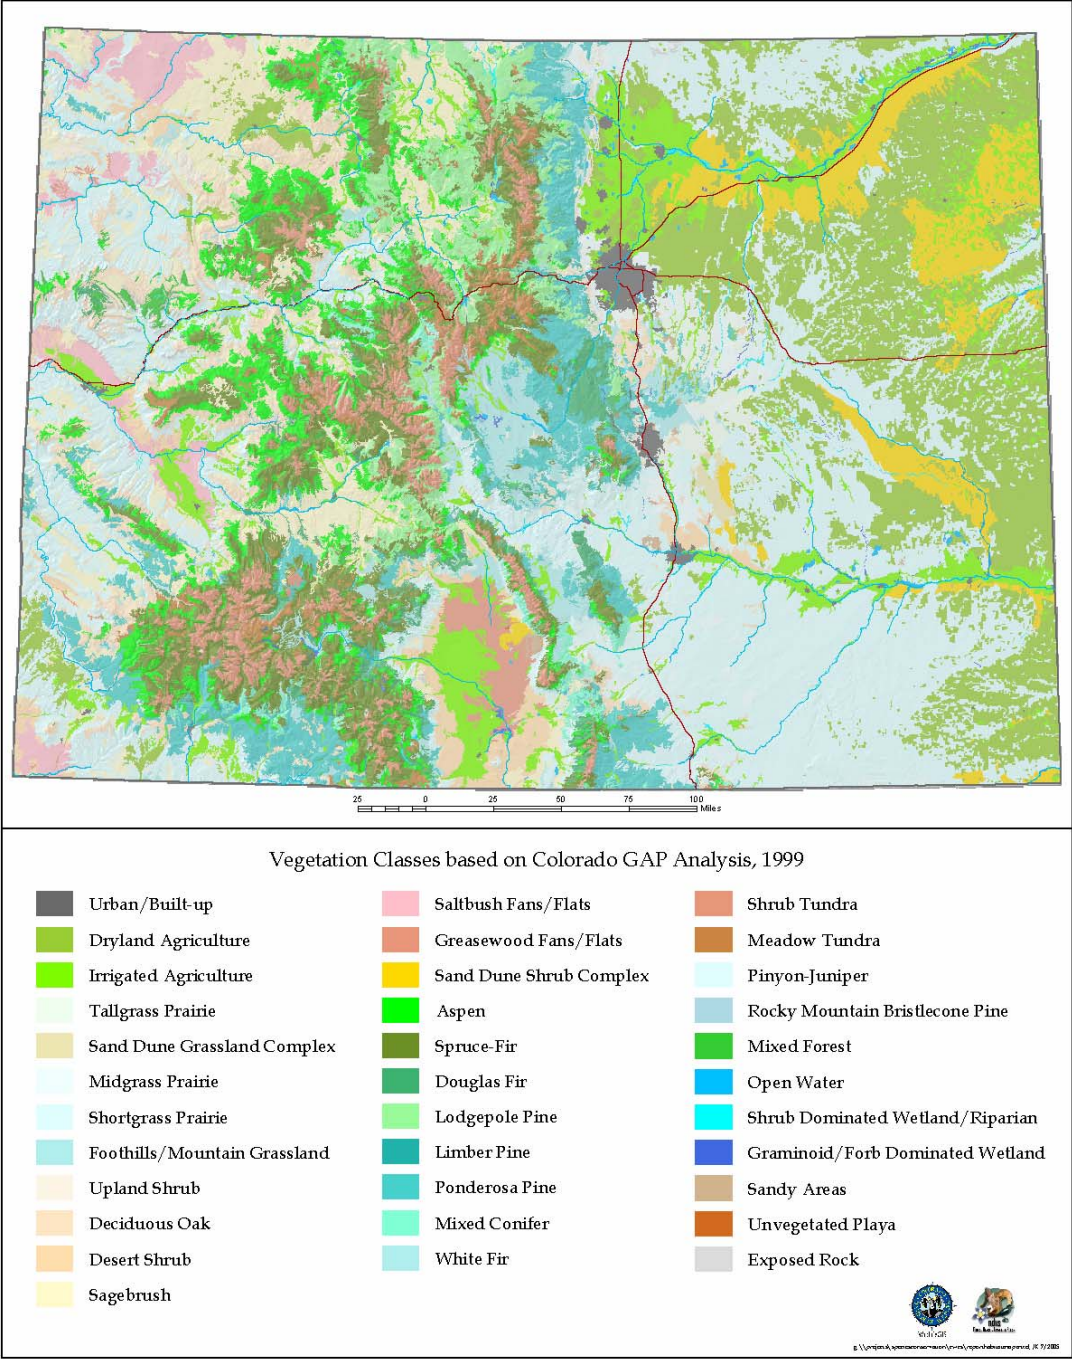 25 0 25 50 75 100
Miles
Vegetation Classes based on Colorado GAP Analysis, 1999
Urban/Built-up
Dryland Agriculture
Irrigated Agriculture
Tallgrass Prairie
Sand Dune Grassland Complex
Midgrass Prairie
Shortgrass Prairie
Foothills/Mountain Grassland
Upland Shrub
Deciduous Oak
Desert Shrub
Sagebrush
Saltbush Fans/Flats
Greasewood Fans/Flats
Sand Dune Shrub Complex
Aspen
Spruce-Fir
Douglas Fir
Lodgepole Pine
Limber Pine
Ponderosa Pine
Mixed Conifer
White Fir
Shrub Tundra
Meadow Tundra
Pinyon-Juniper
Rocky Mountain Bristlecone Pine
Mixed Forest
Open Water
Shrub Dominated Wetland/Riparian
Graminoid/Forb Dominated Wetland
Sandy Areas
Unvegetated Playa
Exposed Rock